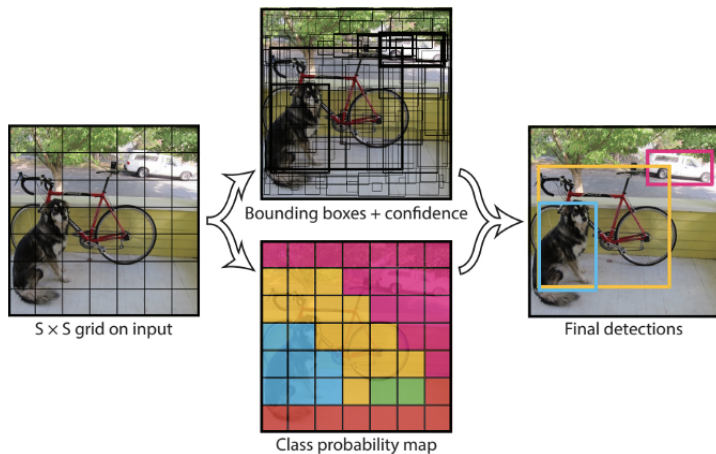 S × S grid on input
Bounding boxes + confidence
Class probability map
Final detections